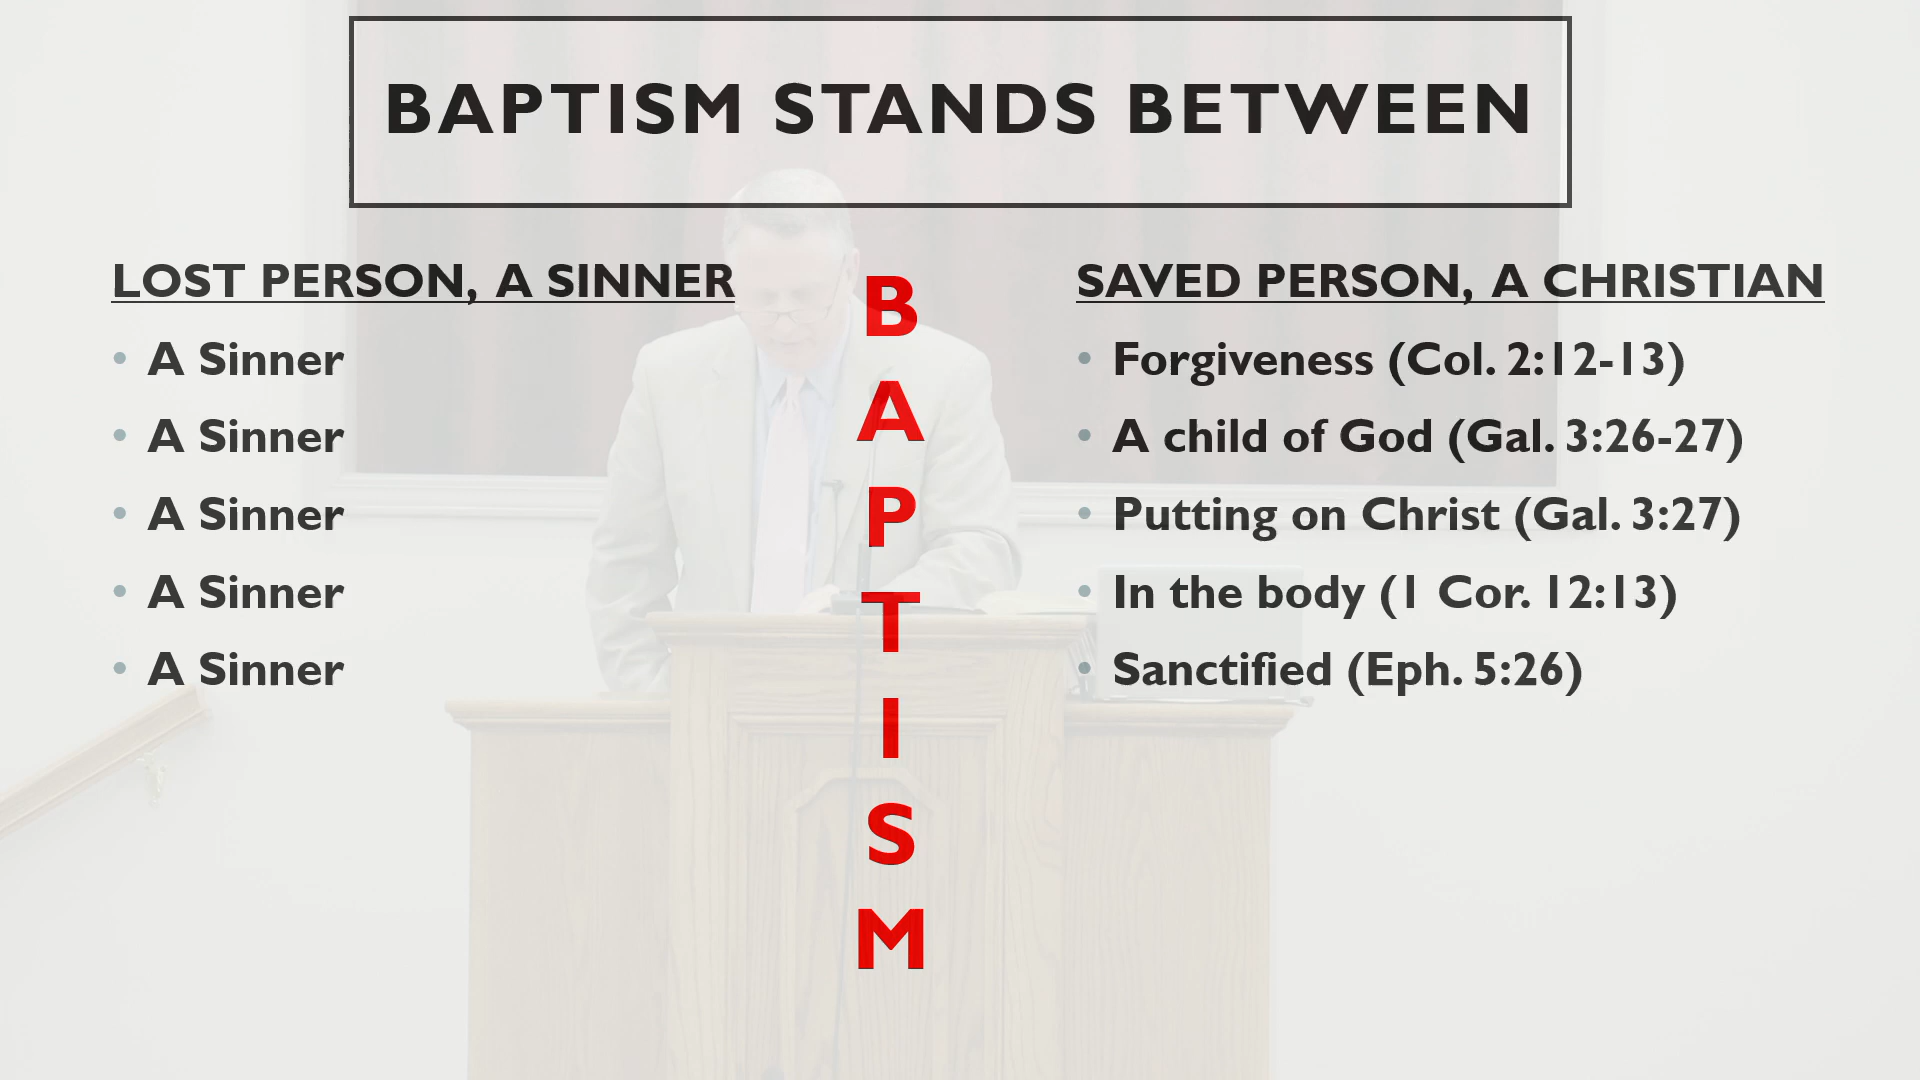 BAPTISM STANDS BETWEEN
LOST PERSON, A SINNER
• A Sinner
• A Sinner
• A Sinner
• A Sinner
• A Sinner
B
A
P
T
I
S
M
SAVED PERSON, A CHRISTIAN
• Forgiveness (Col. 2:12-13)
• A child of God (Gal. 3:26-27)
• Putting on Christ (Gal. 3:27)
• In the body (1 Cor. 12:13)
• Sanctified (Eph. 5:26)